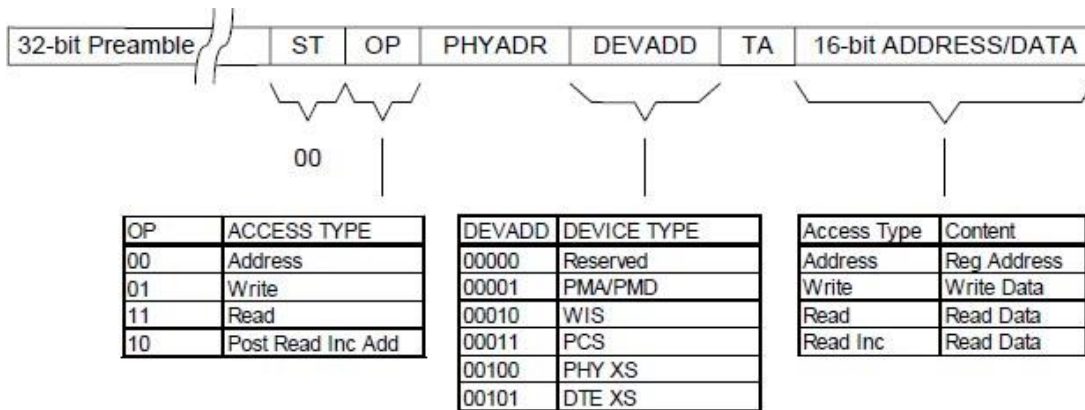 32-bit Preamble ST OP PHYADR DEVADD TA 16-bit ADDRESS/DATA
00
OP ACCESS TYPE
00 Address
01 Write
11 Read
10 Post Read Inc Add
DEVADD DEVICE TYPE
00000 Reserved
00001 PMA/PMD
00010 WIS
00011 PCS
00100 PHY XS
00101 DTE XS
Access Type Content
Address Reg Address
Write Write Data
Read Read Data
Read Inc Read Data